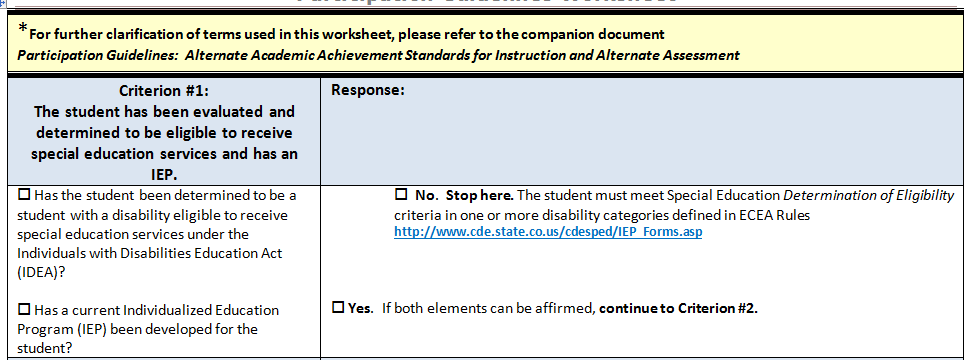 Participation Guidelines Worksheet
*For further clarification of terms used in this worksheet, please refer to the companion document
Participation Guidelines:  Alternate Academic Achievement Standards for Instruction and Alternate Assessment
Criterion #1:
The student has been evaluated and
determined to be eligible to receive
special education services and has an
IEP.
Response:
☐ Has the student been determined to be a
student with a disability eligible to receive
special education services under the
Individuals with Disabilities Education Act
(IDEA)?
☐ No.  Stop here. The student must meet Special Education Determination of Eligibility
criteria in one or more disability categories defined in ECEA Rules
http://www.cde.state.co.us/cdesped/IEP_Forms.asp
☐ Has a current Individualized Education
Program (IEP) been developed for the
student?
☐ Yes.  If both elements can be affirmed, continue to Criterion #2.